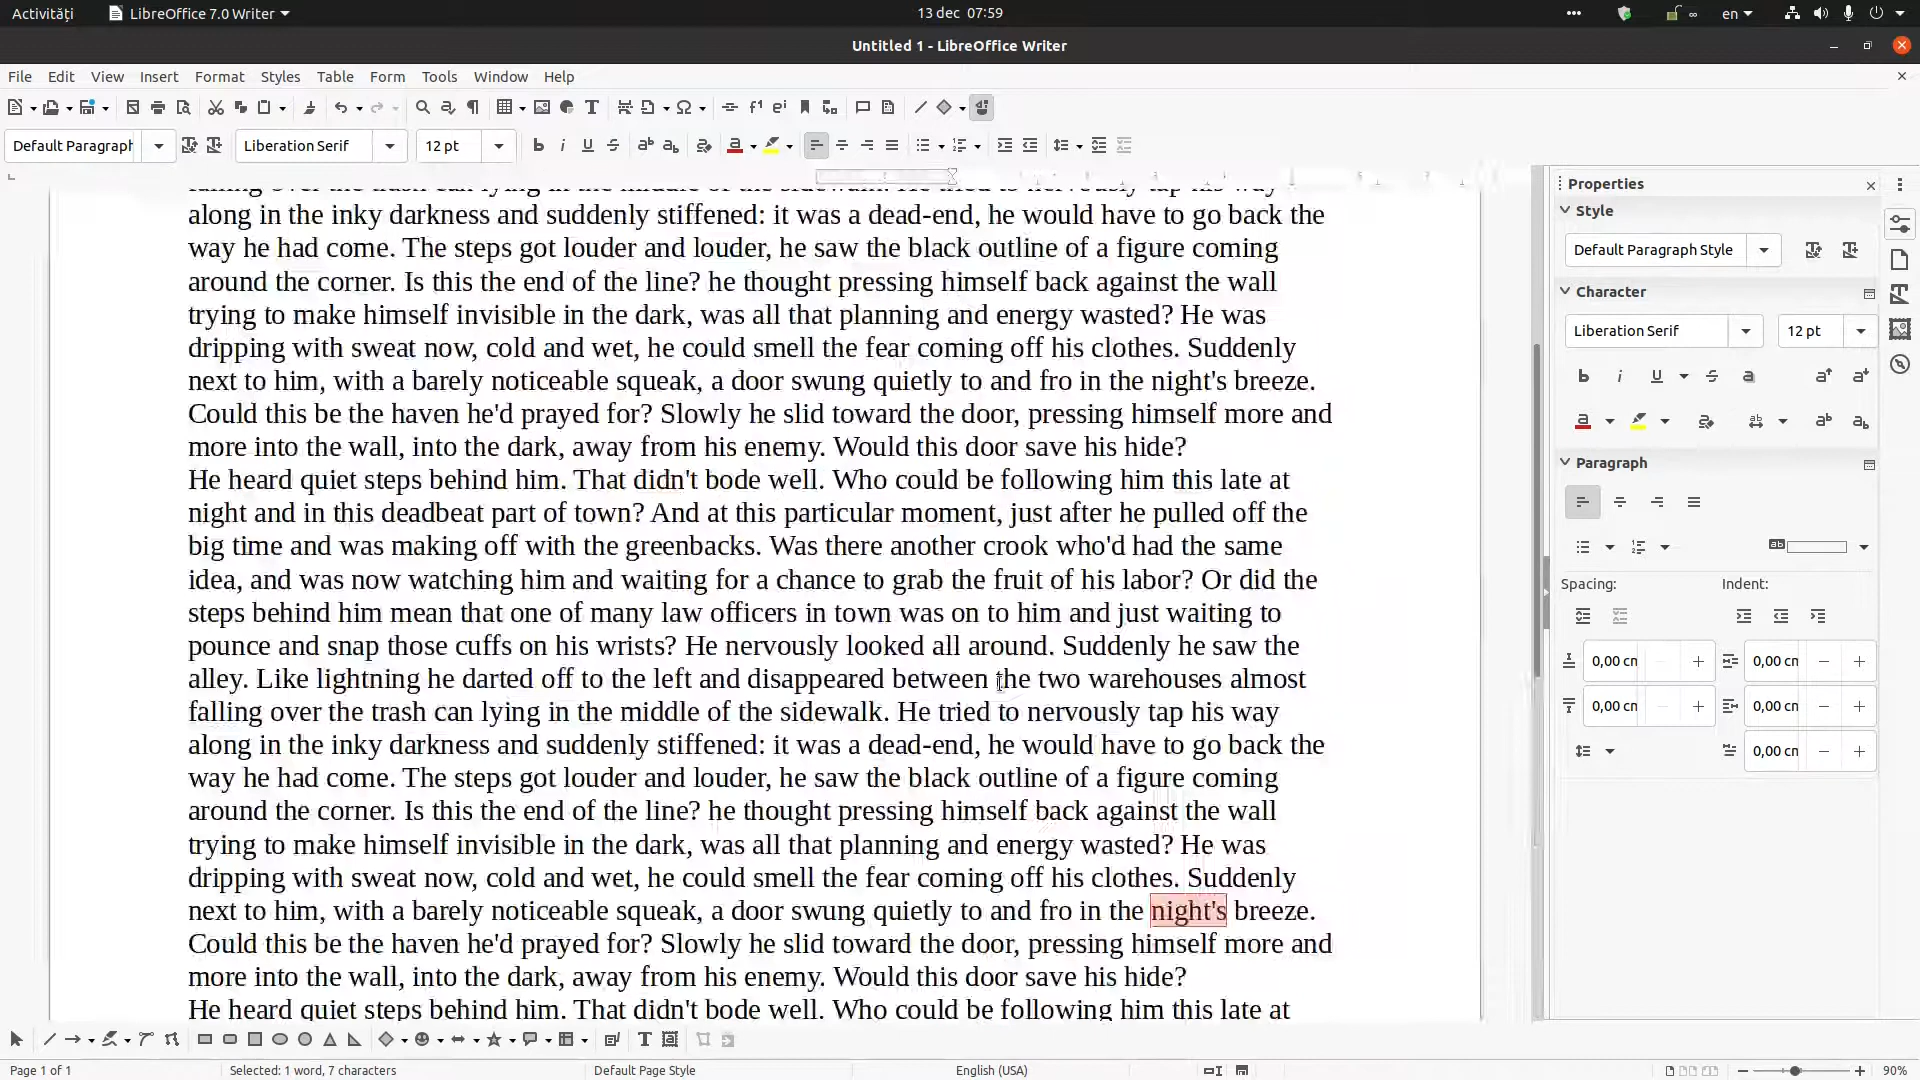 Activități LibreOffice 7.0 Writer 13 dec 07:59 en
Untitled 1 - LibreOffice Writer
File Edit View Insert Format Styles Table Form Tools Window Help
Default Paragraph Liberation Serif 12 pt
falling over the trash can lying in the middle of the sidewalk. He tried to nervously tap his way
along in the inky darkness and suddenly stiffened: it was a dead-end, he would have to go back the
way he had come. The steps got louder and louder, he saw the black outline of a figure coming
around the corner. Is this the end of the line? he thought pressing himself back against the wall
trying to make himself invisible in the dark, was all that planning and energy wasted? He was
dripping with sweat now, cold and wet, he could smell the fear coming off his clothes. Suddenly
next to him, with a barely noticeable squeak, a door swung quietly to and fro in the night's breeze.
Could this be the haven he'd prayed for? Slowly he slid toward the door, pressing himself more and
more into the wall, into the dark, away from his enemy. Would this door save his hide?
He heard quiet steps behind him. That didn't bode well. Who could be following him this late at
night and in this deadbeat part of town? And at this particular moment, just after he pulled off the
big time and was making off with the greenbacks. Was there another crook who'd had the same
idea, and was now watching him and waiting for a chance to grab the fruit of his labor? Or did the
steps behind him mean that one of many law officers in town was on to him and just waiting to
pounce and snap those cuffs on his wrists? He nervously looked all around. Suddenly he saw the
alley. Like lightning he darted off to the left and disappeared between the two warehouses almost
falling over the trash can lying in the middle of the sidewalk. He tried to nervously tap his way
along in the inky darkness and suddenly stiffened: it was a dead-end, he would have to go back the
way he had come. The steps got louder and louder, he saw the black outline of a figure coming
around the corner. Is this the end of the line? he thought pressing himself back against the wall
trying to make himself invisible in the dark, was all that planning and energy wasted? He was
dripping with sweat now, cold and wet, he could smell the fear coming off his clothes. Suddenly
next to him, with a barely noticeable squeak, a door swung quietly to and fro in the night's breeze.
Could this be the haven he'd prayed for? Slowly he slid toward the door, pressing himself more and
more into the wall, into the dark, away from his enemy. Would this door save his hide?
He heard quiet steps behind him. That didn't bode well. Who could be following him this late at
Properties
Style
Default Paragraph Style
Character
Liberation Serif 12 pt
Paragraph
Spacing: Indent:
0,00 cm 0,00 cm
0,00 cm 0,00 cm
0,00 cm
Page 1 of 1 Selected: 1 word, 7 characters Default Page Style English (USA) 90%